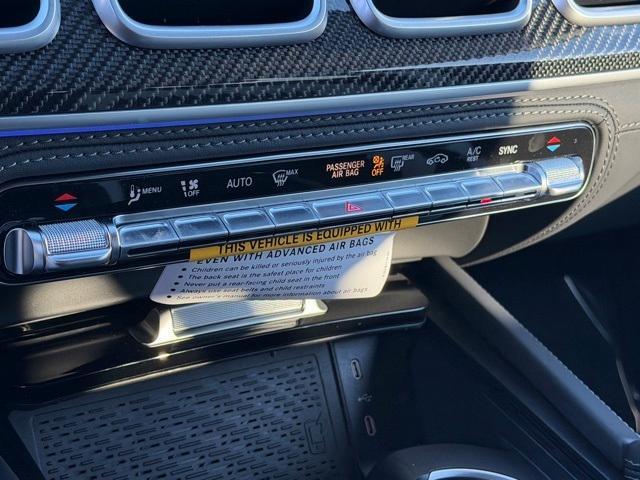 MENU
OFF
AUTO
MAX
PASSENGER
AIR BAG
OFF
REAR
A/C
REST
SYNC
THIS VEHICLE IS EQUIPPED WITH
EVEN WITH ADVANCED AIR BAGS
• Children can be killed or seriously injured by the air bag
• The back seat is the safest place for children
• Never put a rear-facing child seat in the front
• Always use seat belts and child restraints
• See owner's manual for more information about air bags